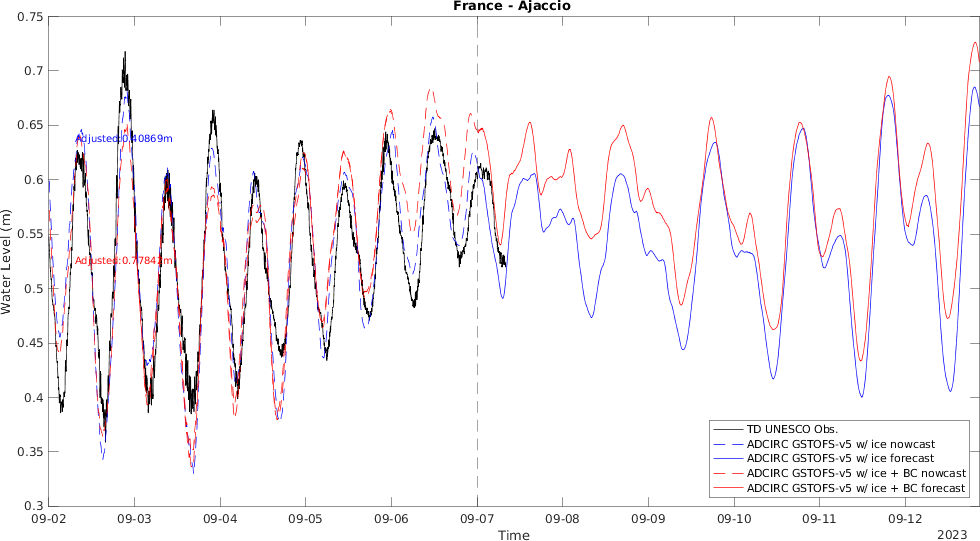 France - Ajaccio
0.75
0.7
0.65
0.6
0.55
0.5
0.45
0.4
0.35
0.3
Water Level (m)
Adjusted:0.40869m
09-02
09-03
09-04
09-05
09-06
09-07
09-08
09-09
09-10
09-11
09-12
Time
2023
TD UNESCO Obs.
ADCIRC GSTOFS-v5 w/ ice nowcast
ADCIRC GSTOFS-v5 w/ ice forecast
ADCIRC GSTOFS-v5 w/ ice + BC nowcast
ADCIRC GSTOFS-v5 w/ ice + BC forecast